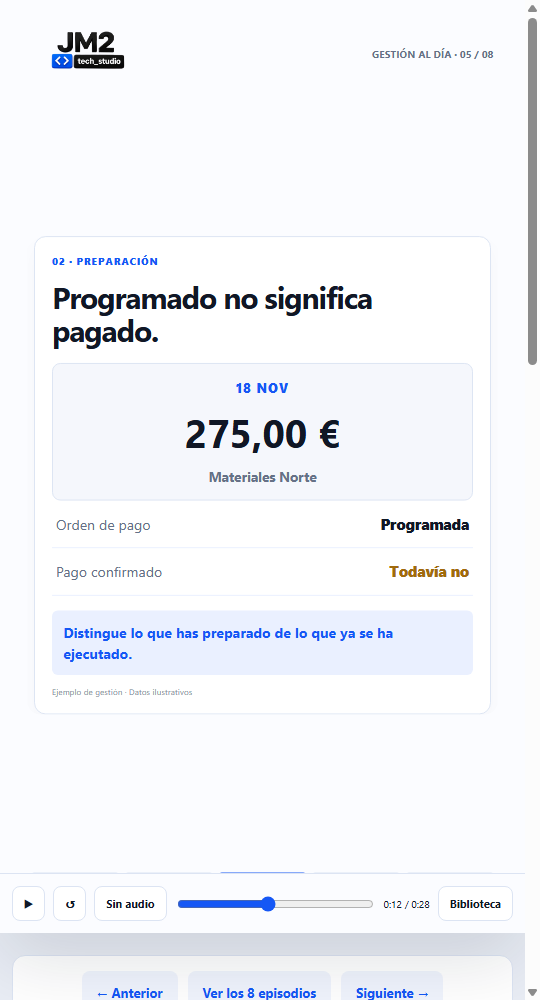 JM2
<> tech_studio
GESTIÓN AL DÍA · 05 / 08
02 · PREPARACIÓN
Programado no significa
pagado.
18 NOV
275,00 €
Materiales Norte
Orden de pago Programada
Pago confirmado Todavía no
Distingue lo que has preparado de lo que ya se ha
ejecutado.
Ejemplo de gestión · Datos ilustrativos
▶ ↺ Sin audio 0:12 / 0:28 Biblioteca
← Anterior Ver los 8 episodios Siguiente →